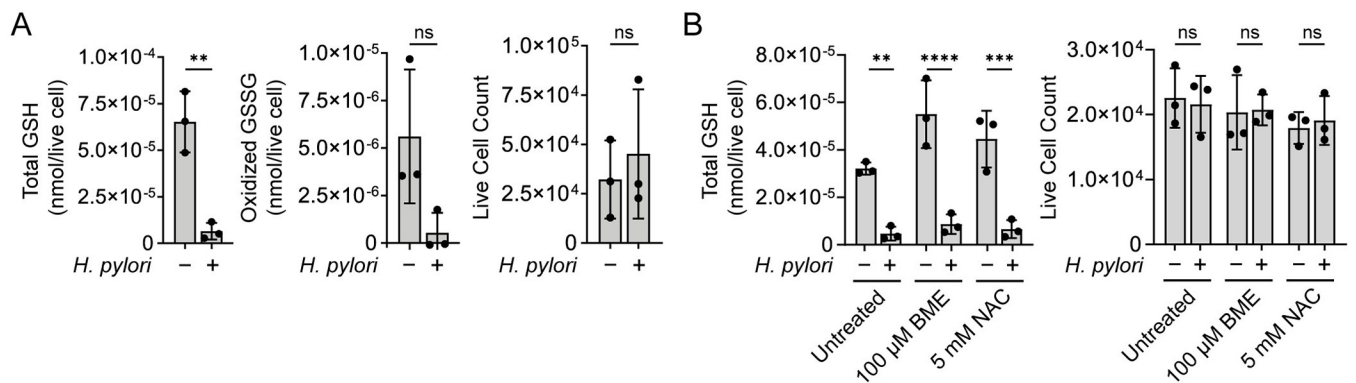 A
Total GSH
(nmol/live cell)
1.0×10⁻⁴
7.5×10⁻⁵
5.0×10⁻⁵
2.5×10⁻⁵
0
**
H. pylori − +
Oxidized GSSG
(nmol/live cell)
1.0×10⁻⁵
7.5×10⁻⁶
5.0×10⁻⁶
2.5×10⁻⁶
0
ns
H. pylori − +
Live Cell Count
1.0×10⁵
7.5×10⁴
5.0×10⁴
2.5×10⁴
0
ns
H. pylori − +
B
Total GSH
(nmol/live cell)
8.0×10⁻⁵
6.0×10⁻⁵
4.0×10⁻⁵
2.0×10⁻⁵
0
** **** ***
H. pylori − + − + − +
Untreated
100 µM BME
5 mM NAC
Live Cell Count
3.0×10⁴
2.0×10⁴
1.0×10⁴
0
ns ns ns
H. pylori − + − + − +
Untreated
100 µM BME
5 mM NAC